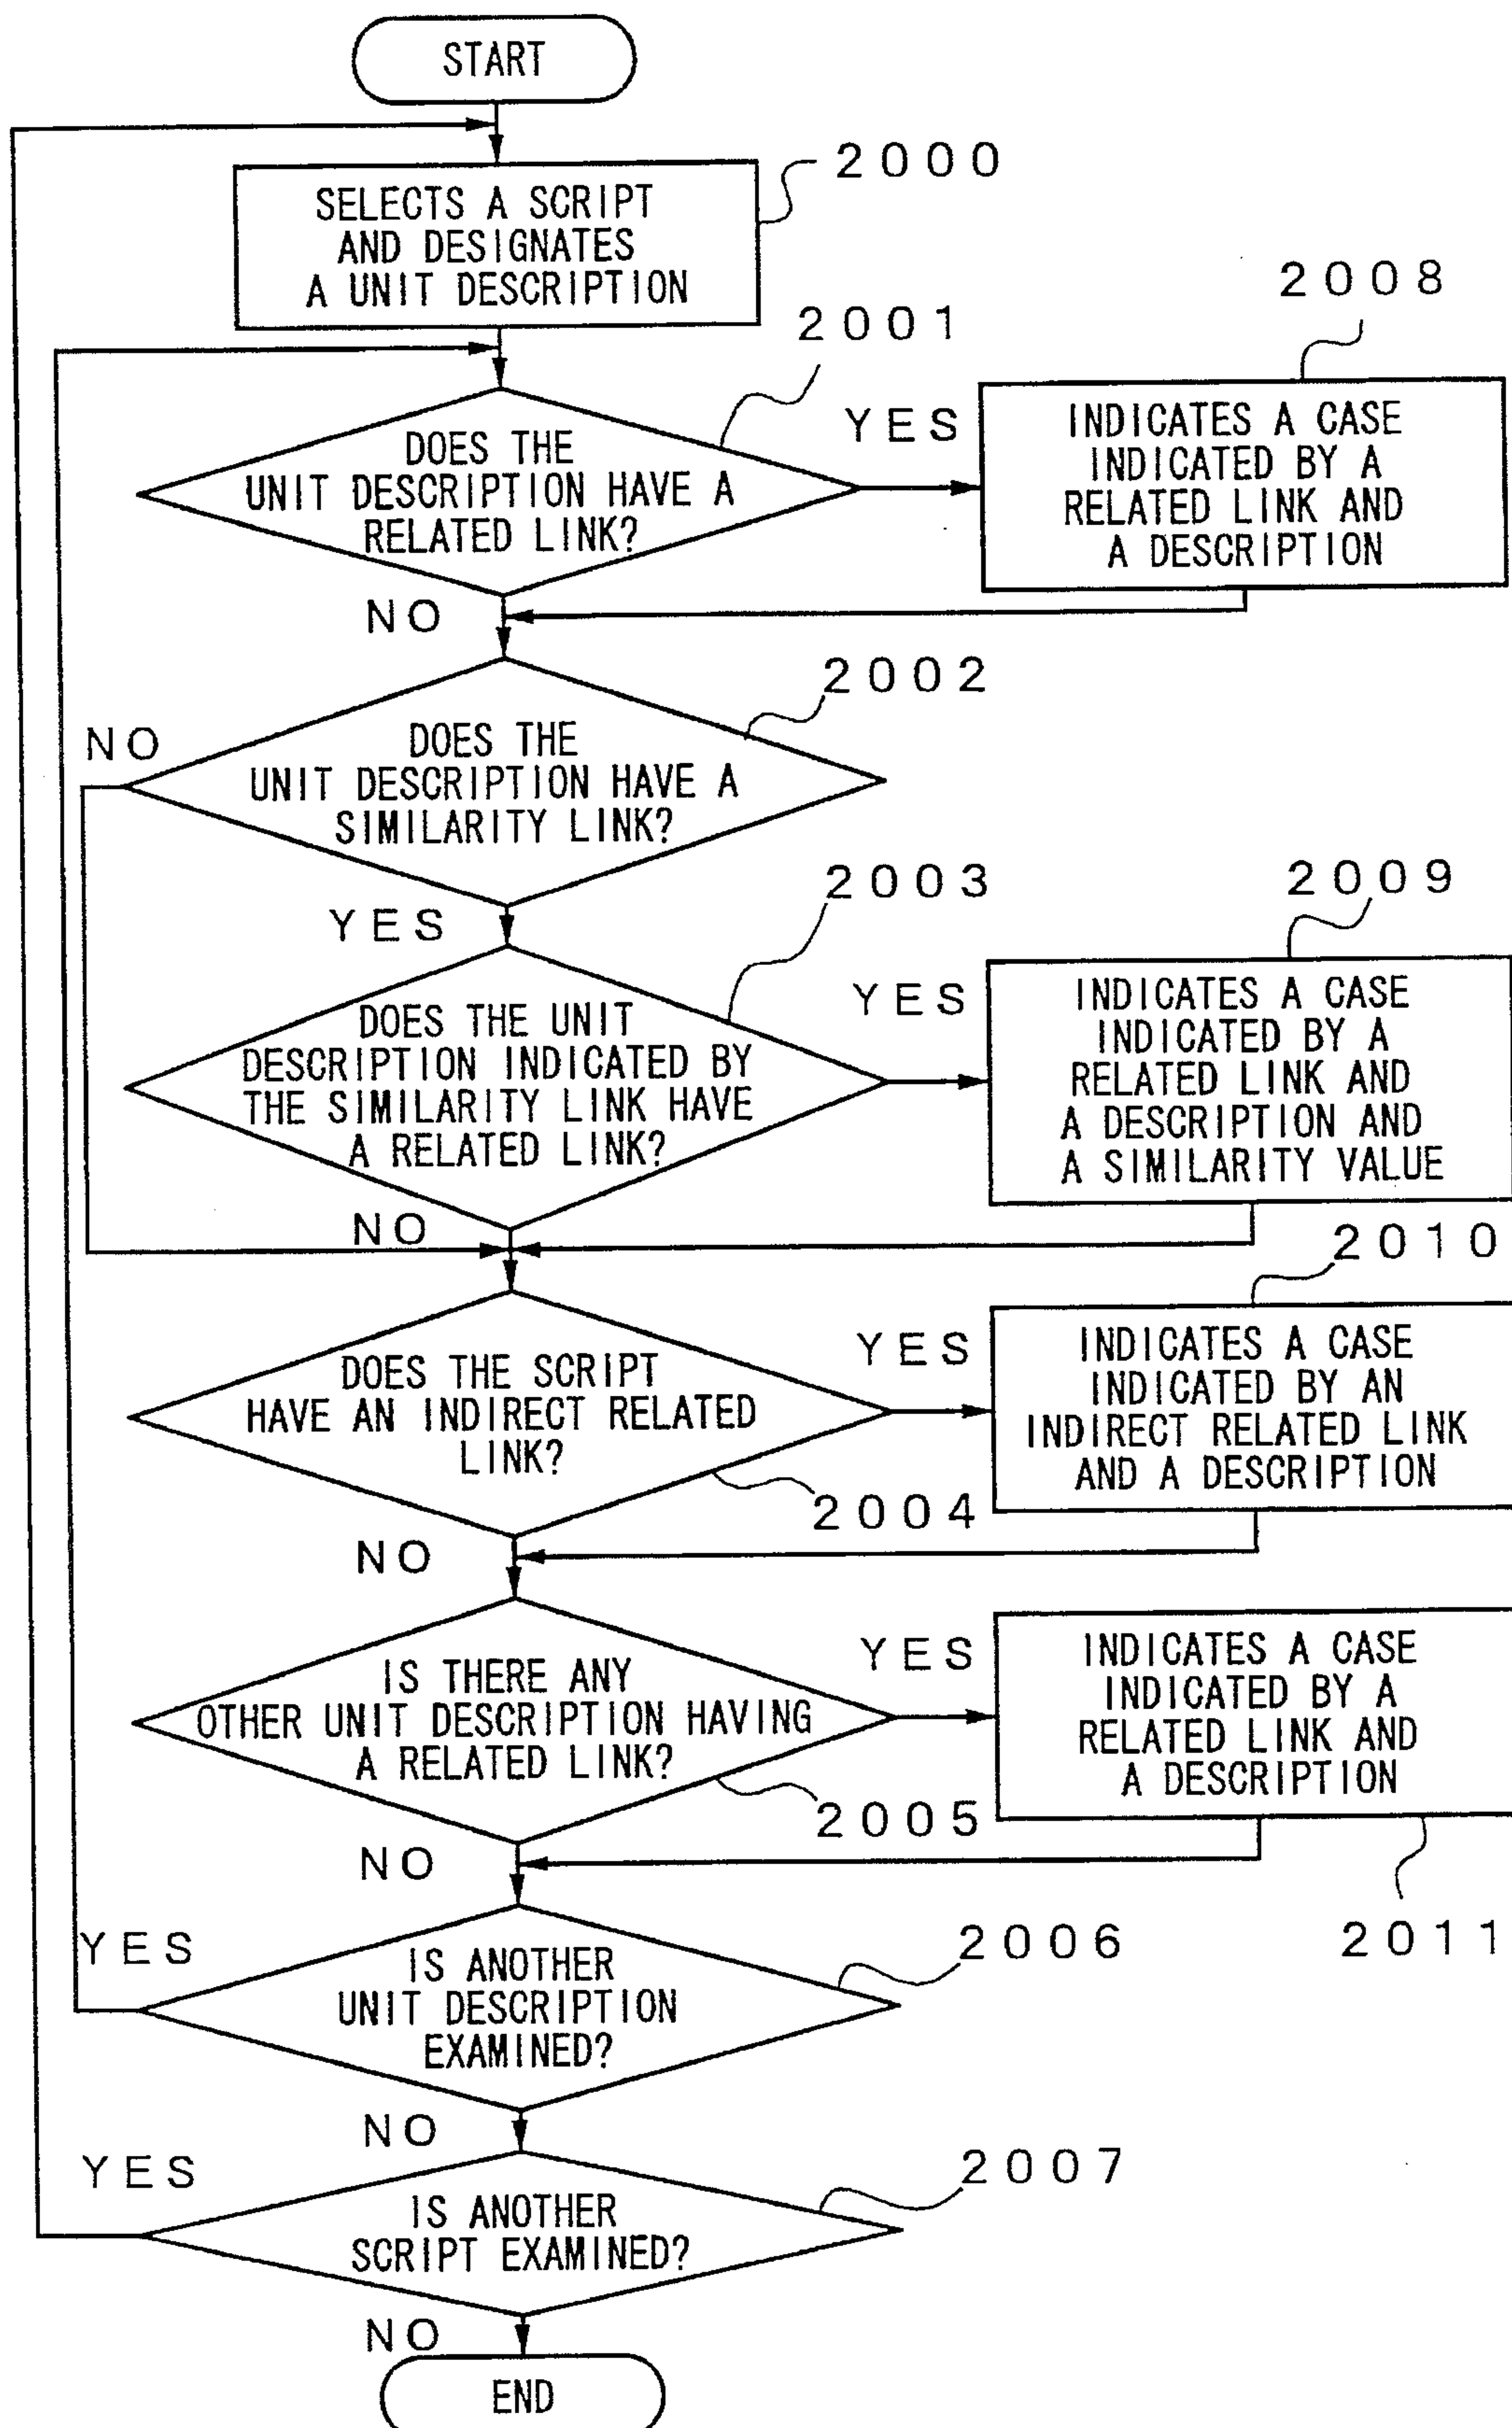 START
2000
SELECTS A SCRIPT
AND DESIGNATES
A UNIT DESCRIPTION
2001
2008
DOES THE
UNIT DESCRIPTION HAVE A
RELATED LINK?
YES
INDICATES A CASE
INDICATED BY A
RELATED LINK AND
A DESCRIPTION
NO
2002
NO
DOES THE
UNIT DESCRIPTION HAVE A
SIMILARITY LINK?
YES
2003
2009
DOES THE UNIT
DESCRIPTION INDICATED BY
THE SIMILARITY LINK HAVE
A RELATED LINK?
YES
INDICATES A CASE
INDICATED BY A
RELATED LINK AND
A DESCRIPTION AND
A SIMILARITY VALUE
NO
2010
DOES THE SCRIPT
HAVE AN INDIRECT RELATED
LINK?
YES
INDICATES A CASE
INDICATED BY AN
INDIRECT RELATED LINK
AND A DESCRIPTION
2004
NO
IS THERE ANY
OTHER UNIT DESCRIPTION HAVING
A RELATED LINK?
YES
INDICATES A CASE
INDICATED BY A
RELATED LINK AND
A DESCRIPTION
2005
NO
2011
YES
2006
IS ANOTHER
UNIT DESCRIPTION
EXAMINED?
NO
YES
2007
IS ANOTHER
SCRIPT EXAMINED?
NO
END